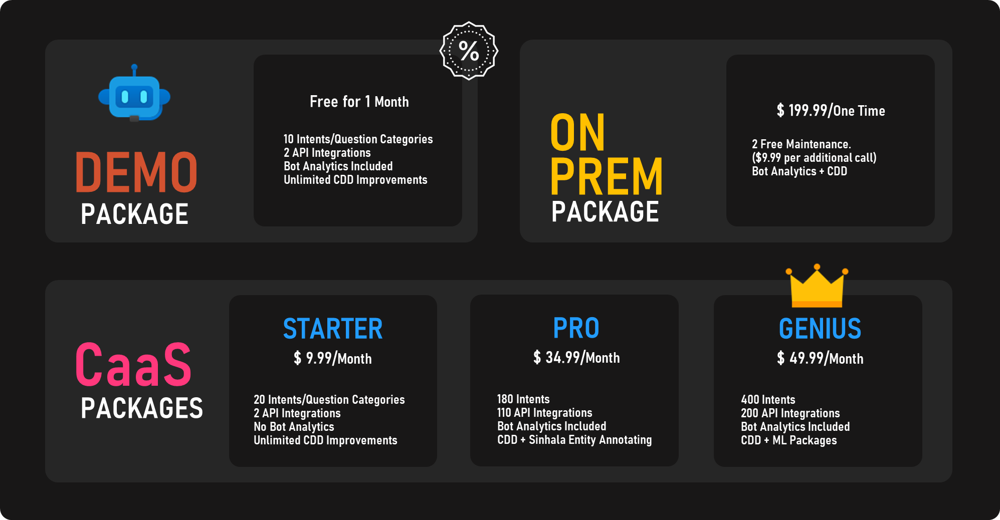 %
DEMO
PACKAGE
Free for 1 Month
10 Intents/Question Categories
2 API Integrations
Bot Analytics Included
Unlimited CDD Improvements
ON
PREM
PACKAGE
$ 199.99/One Time
2 Free Maintenance.
($9.99 per additional call)
Bot Analytics + CDD
CaaS
PACKAGES
STARTER
$ 9.99/Month
20 Intents/Question Categories
2 API Integrations
No Bot Analytics
Unlimited CDD Improvements
PRO
$ 34.99/Month
180 Intents
110 API Integrations
Bot Analytics Included
CDD + Sinhala Entity Annotating
GENIUS
$ 49.99/Month
400 Intents
200 API Integrations
Bot Analytics Included
CDD + ML Packages